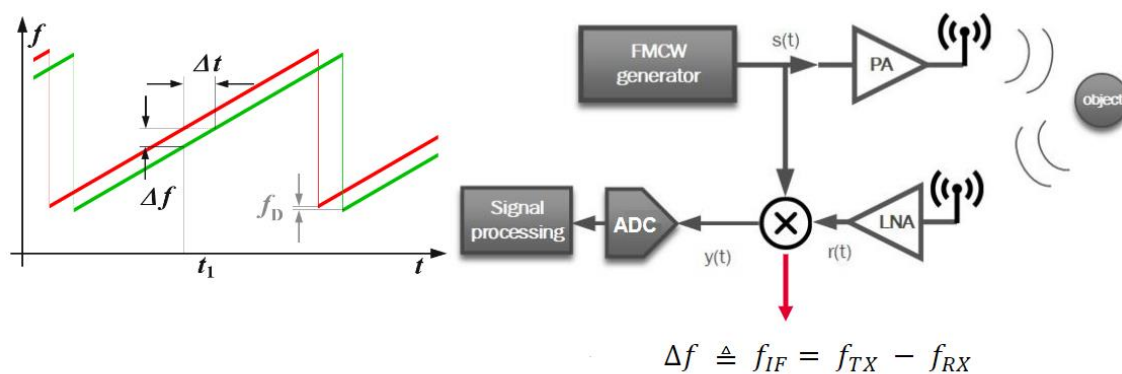 f
Δt
Δf
f_D
t₁
t
FMCW
generator
s(t)
PA
object
Signal
processing
ADC
y(t)
r(t)
LNA
Δf ≜ f_IF = f_TX − f_RX